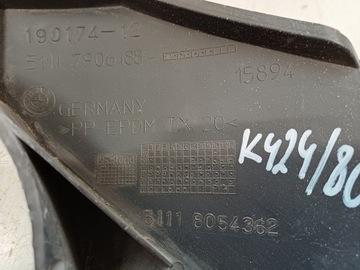 190174-12
5111 7906188-
15894
GERMANY
>PP EPDM TX 20<
K424/80
5111 8054362